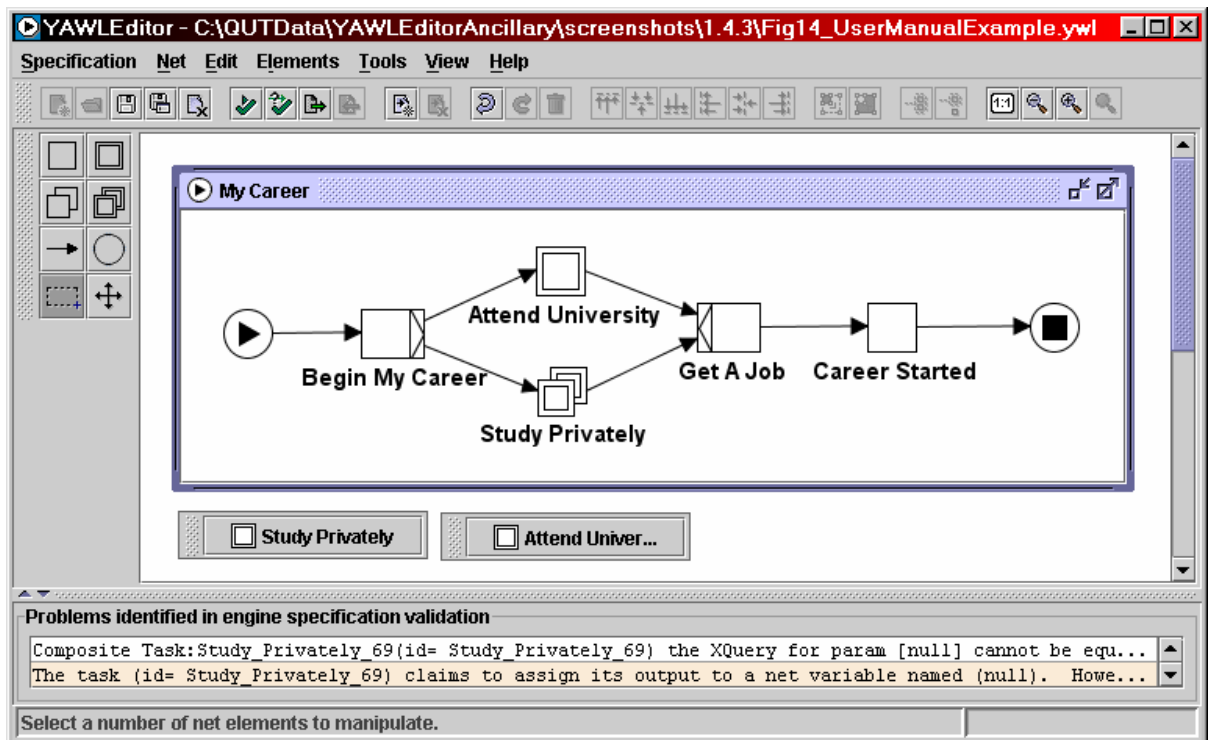 YAWLEditor - C:\QUTData\YAWLEditorAncillary\screenshots\1.4.3\Fig14_UserManualExample.ywl
Specification Net Edit Elements Tools View Help
1:1
My Career
Attend University
Begin My Career
Get A Job
Career Started
Study Privately
Study Privately
Attend Univer...
Problems identified in engine specification validation
Composite Task:Study_Privately_69(id= Study_Privately_69) the XQuery for param [null] cannot be equ...
The task (id= Study_Privately_69) claims to assign its output to a net variable named (null). Howe...
Select a number of net elements to manipulate.